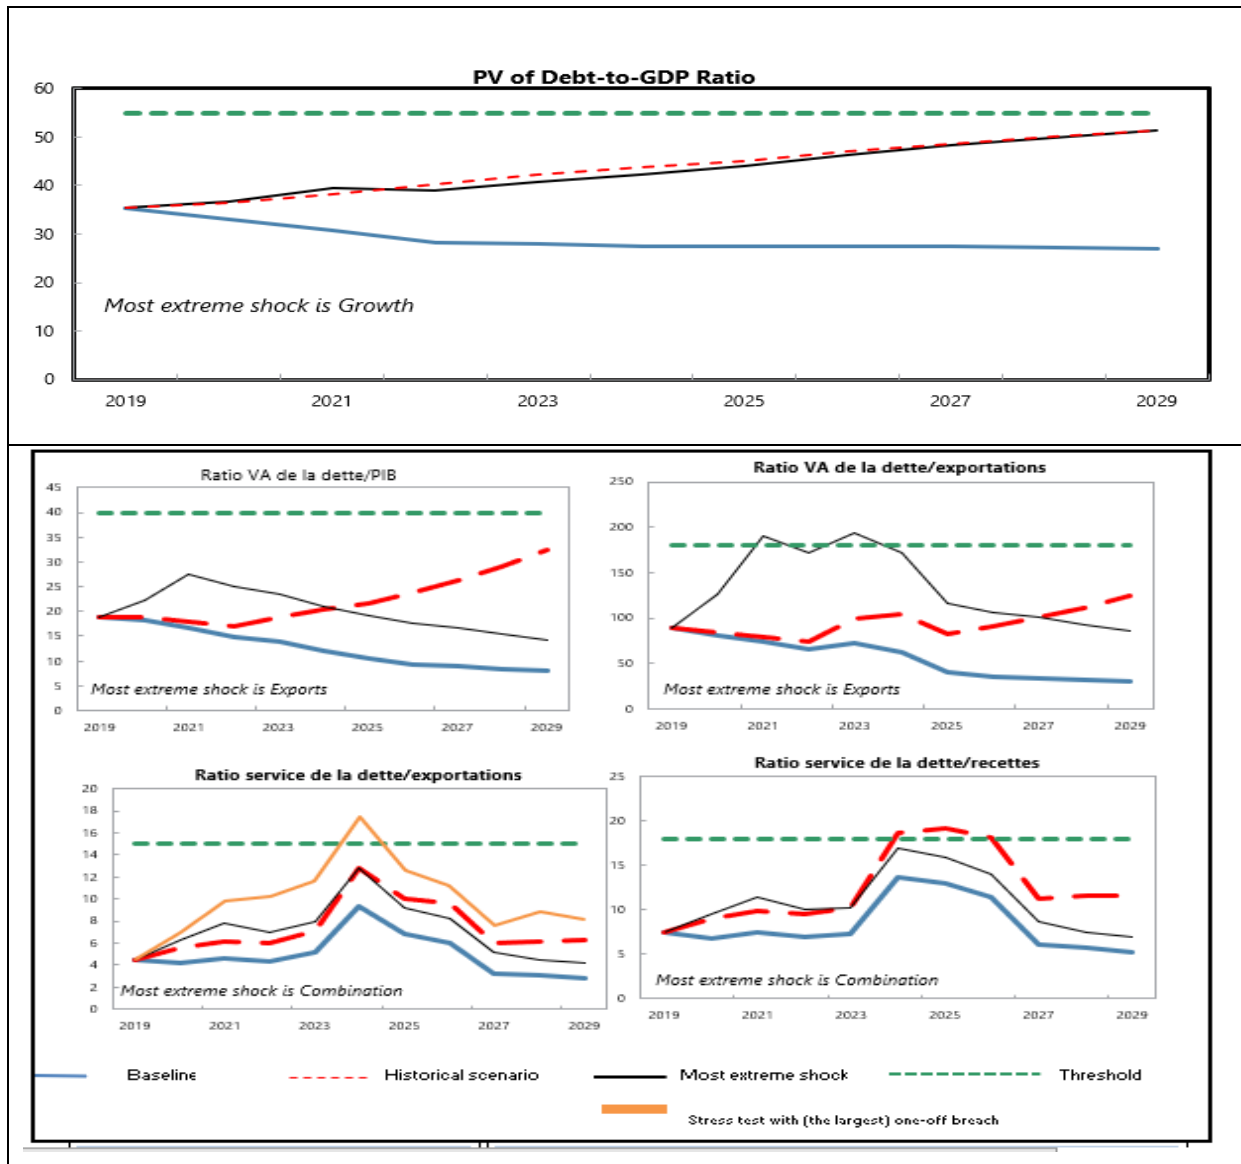 PV of Debt-to-GDP Ratio
60
50
40
30
20
10
0
Most extreme shock is Growth
2019 2021 2023 2025 2027 2029
Ratio VA de la dette/PIB
45
40
35
30
25
20
15
10
5
0
Most extreme shock is Exports
2019 2021 2023 2025 2027 2029
Ratio VA de la dette/exportations
250
200
150
100
50
0
Most extreme shock is Exports
2019 2021 2023 2025 2027 2029
Ratio service de la dette/exportations
20
18
16
14
12
10
8
6
4
2
0
Most extreme shock is Combination
2019 2021 2023 2025 2027 2029
Ratio service de la dette/recettes
25
20
15
10
5
0
Most extreme shock is Combination
2019 2021 2023 2025 2027 2029
Baseline Historical scenario Most extreme shock Threshold
Stress test with (the largest) one-off breach